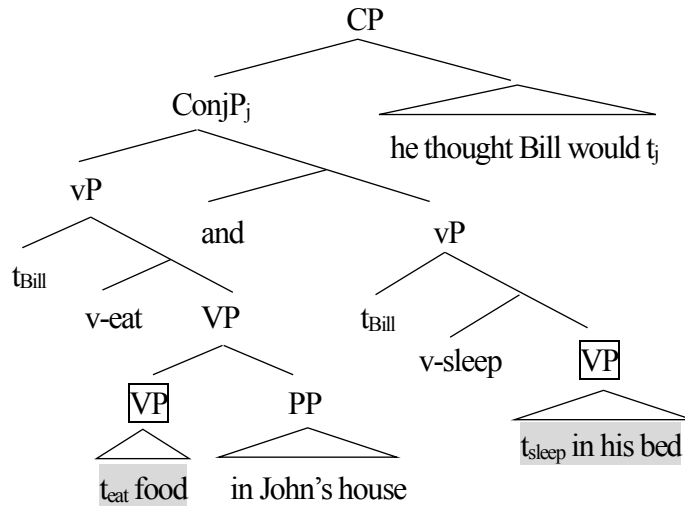 CP
ConjPj
he thought Bill would tj
vP
and
vP
tBill
v-eat
VP
tBill
v-sleep
VP
VP
PP
teat food
in John's house
tsleep in his bed